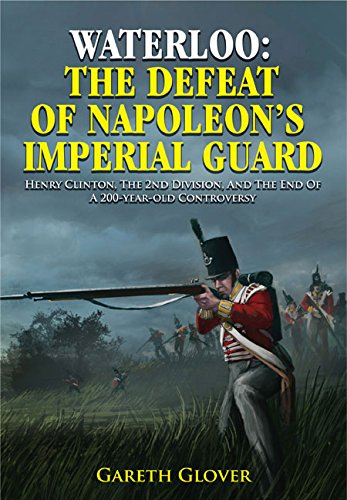 WATERLOO:
THE DEFEAT
OF NAPOLEON'S
IMPERIAL GUARD
HENRY CLINTON, THE 2ND DIVISION, AND THE END OF
A 200-YEAR-OLD CONTROVERSY
GARETH GLOVER